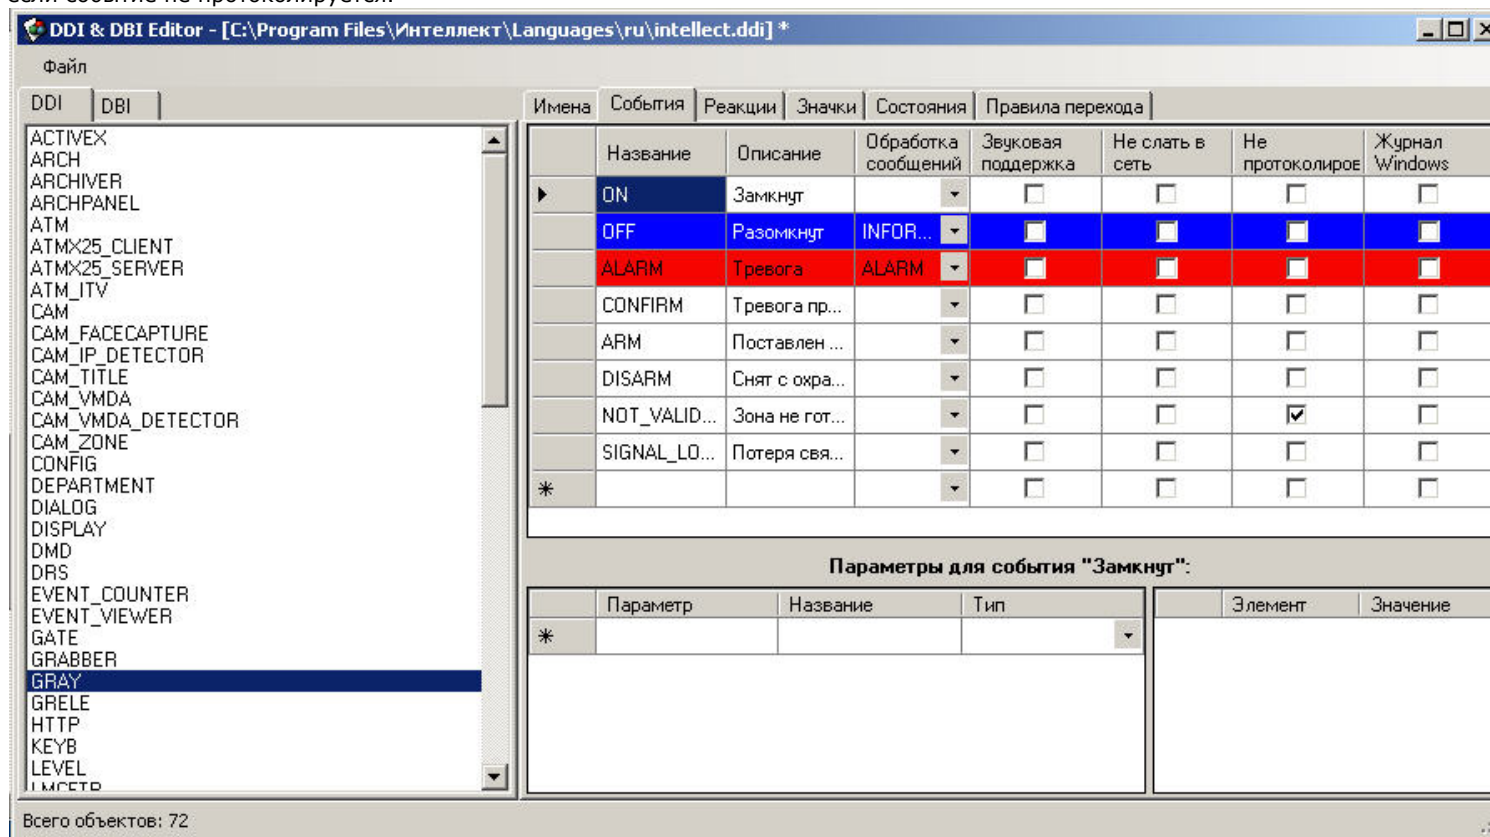 если событие не протоколируется.
DDI & DBI Editor - [C:\Program Files\Интеллект\Languages\ru\intellect.ddi] *
Файл
DDI DBI
Имена События Реакции Значки Состояния Правила перехода
ACTIVEX
ARCH
ARCHIVER
ARCHPANEL
ATM
ATMX25_CLIENT
ATMX25_SERVER
ATM_ITV
CAM
CAM_FACECAPTURE
CAM_IP_DETECTOR
CAM_TITLE
CAM_VMDA
CAM_VMDA_DETECTOR
CAM_ZONE
CONFIG
DEPARTMENT
DIALOG
DISPLAY
DMD
DRS
EVENT_COUNTER
EVENT_VIEWER
GATE
GRABBER
GRAY
GRELE
HTTP
KEYB
LEVEL
Название Описание Обработка сообщений Звуковая поддержка Не слать в сеть Не протоколиров Журнал Windows
ON Замкнут
OFF Разомкнут INFOR...
ALARM Тревога ALARM
CONFIRM Тревога пр...
ARM Поставлен ...
DISARM Снят с охра...
NOT_VALID... Зона не гот...
SIGNAL_LO... Потеря свя...
Параметры для события "Замкнут":
Параметр Название Тип
Элемент Значение
Всего объектов: 72